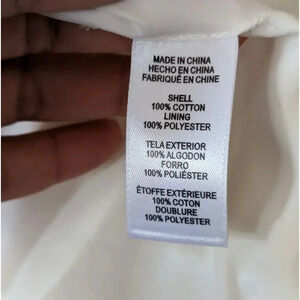 MADE IN CHINA
HECHO EN CHINA
FABRIQUÉ EN CHINE
SHELL
100% COTTON
LINING
100% POLYESTER
TELA EXTERIOR
100% ALGODON
FORRO
100% POLIÉSTER
ÉTOFFE EXTÉRIEURE
100% COTON
DOUBLURE
100% POLYESTER